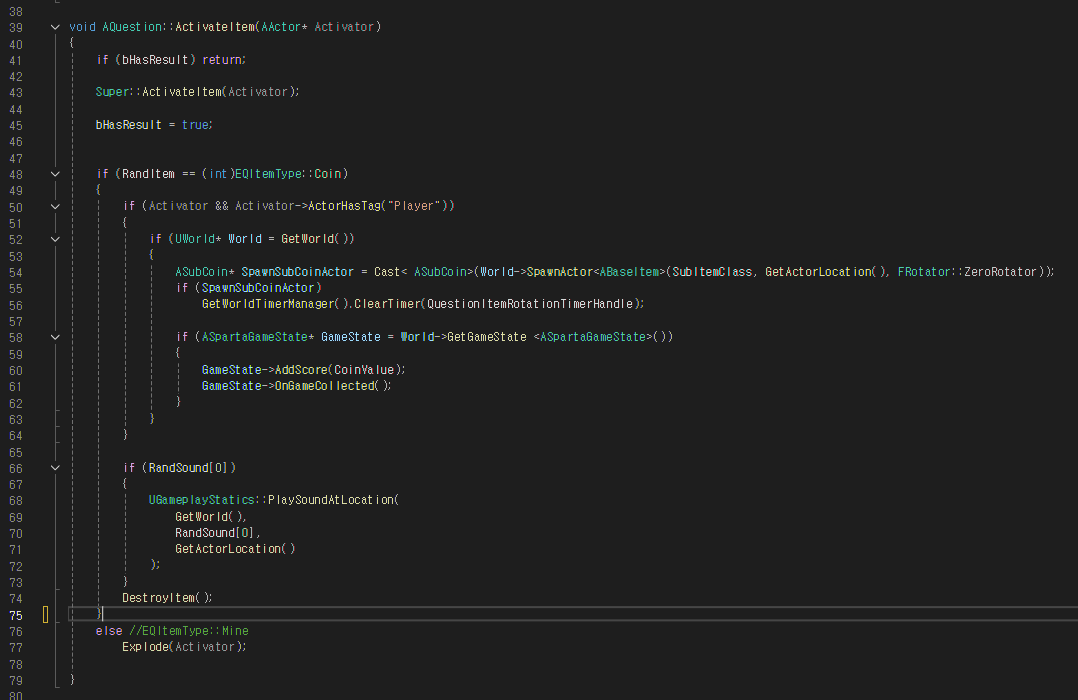 38
39 void AQuestion::ActivateItem(AActor* Activator)
40 {
41 if (bHasResult) return;
42
43 Super::ActivateItem(Activator);
44
45 bHasResult = true;
46
47
48 if (RandItem == (int)EQItemType::Coin)
49 {
50 if (Activator && Activator->ActorHasTag("Player"))
51 {
52 if (UWorld* World = GetWorld())
53 {
54 ASubCoin* SpawnSubCoinActor = Cast< ASubCoin>(World->SpawnActor<ABaseItem>(SubItemClass, GetActorLocation(), FRotator::ZeroRotator));
55 if (SpawnSubCoinActor)
56 GetWorldTimerManager().ClearTimer(QuestionItemRotationTimerHandle);
57
58 if (ASpartaGameState* GameState = World->GetGameState <ASpartaGameState>())
59 {
60 GameState->AddScore(CoinValue);
61 GameState->OnGameCollected();
62 }
63 }
64 }
65
66 if (RandSound[0])
67 {
68 UGameplayStatics::PlaySoundAtLocation(
69 GetWorld(),
70 RandSound[0],
71 GetActorLocation()
72 );
73 }
74 DestroyItem();
75 }
76 else //EQItemType::Mine
77 Explode(Activator);
78
79 }
80